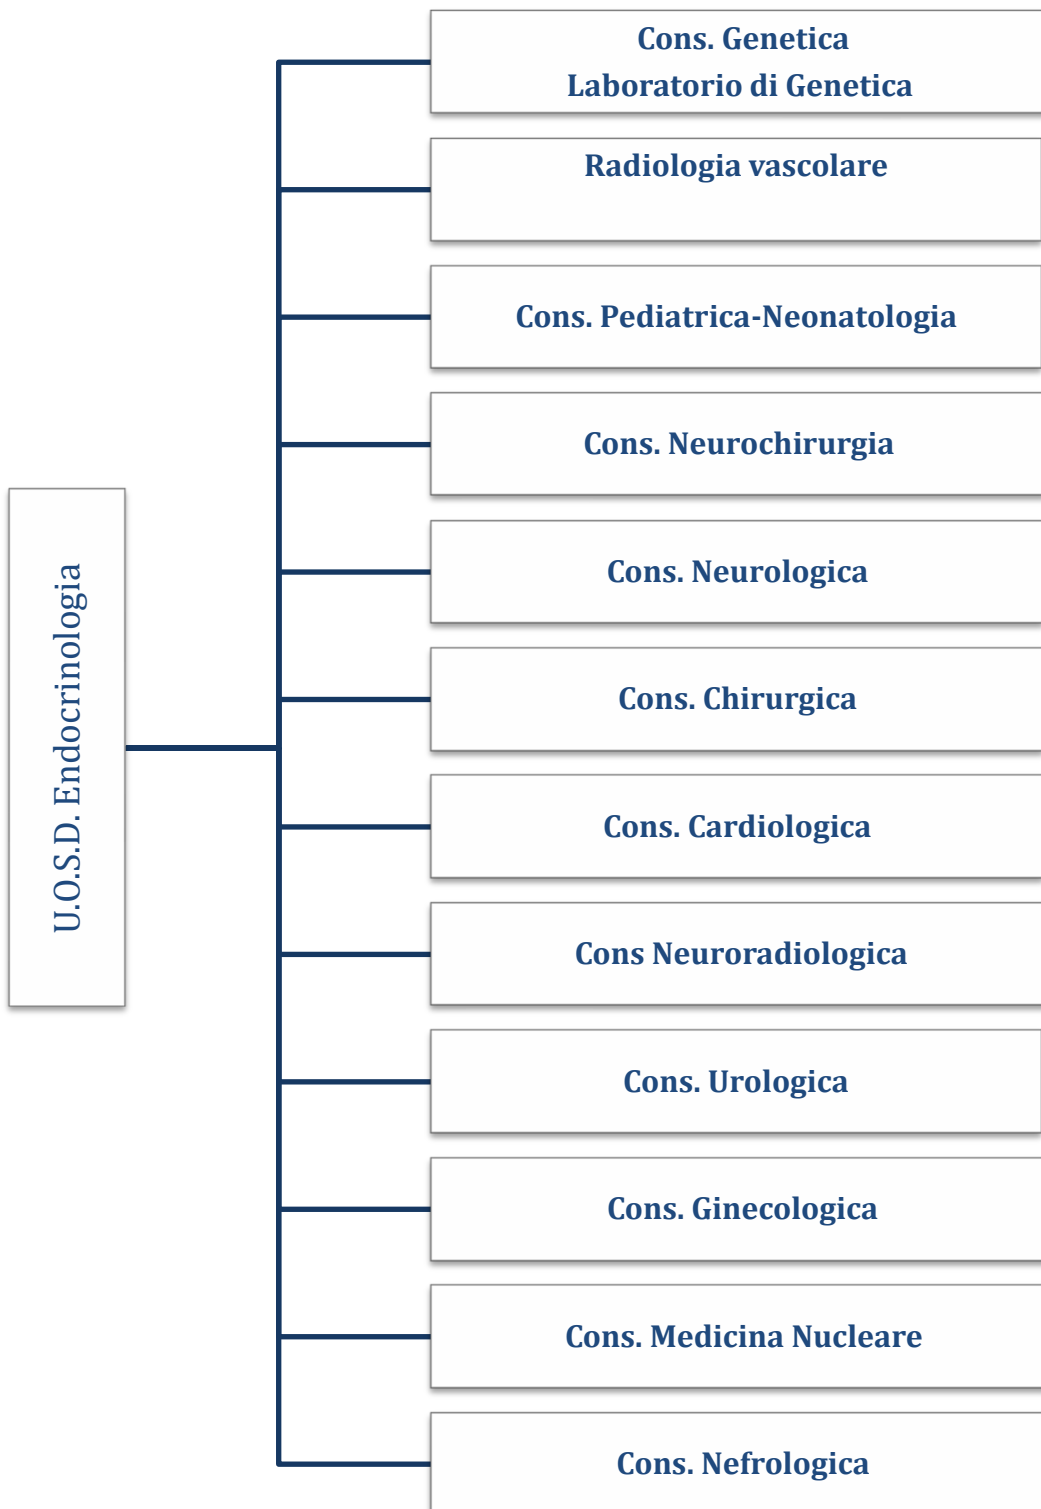 U.O.S.D. Endocrinologia
Cons. Genetica
Laboratorio di Genetica
Radiologia vascolare
Cons. Pediatrica-Neonatologia
Cons. Neurochirurgia
Cons. Neurologica
Cons. Chirurgica
Cons. Cardiologica
Cons Neuroradiologica
Cons. Urologica
Cons. Ginecologica
Cons. Medicina Nucleare
Cons. Nefrologica